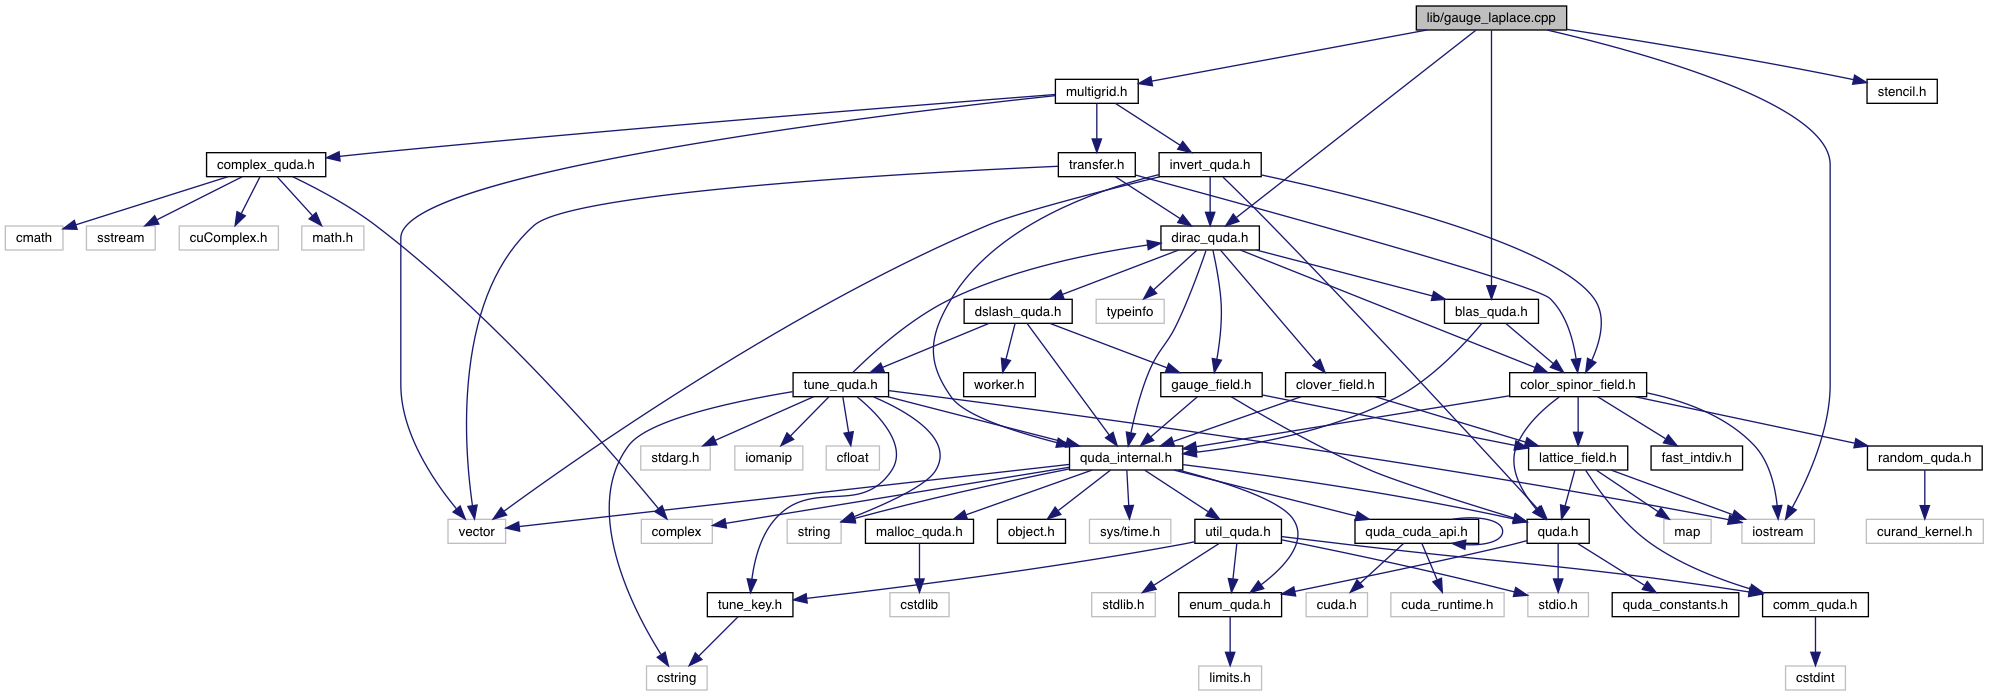 lib/gauge_laplace.cpp
multigrid.h
stencil.h
complex_quda.h
transfer.h
invert_quda.h
cmath
sstream
cuComplex.h
math.h
dirac_quda.h
dslash_quda.h
typeinfo
blas_quda.h
tune_quda.h
worker.h
gauge_field.h
clover_field.h
color_spinor_field.h
stdarg.h
iomanip
cfloat
quda_internal.h
lattice_field.h
fast_intdiv.h
random_quda.h
vector
complex
string
malloc_quda.h
object.h
sys/time.h
util_quda.h
quda_cuda_api.h
quda.h
map
iostream
curand_kernel.h
tune_key.h
cstdlib
stdlib.h
enum_quda.h
cuda.h
cuda_runtime.h
stdio.h
quda_constants.h
comm_quda.h
cstring
limits.h
cstdint